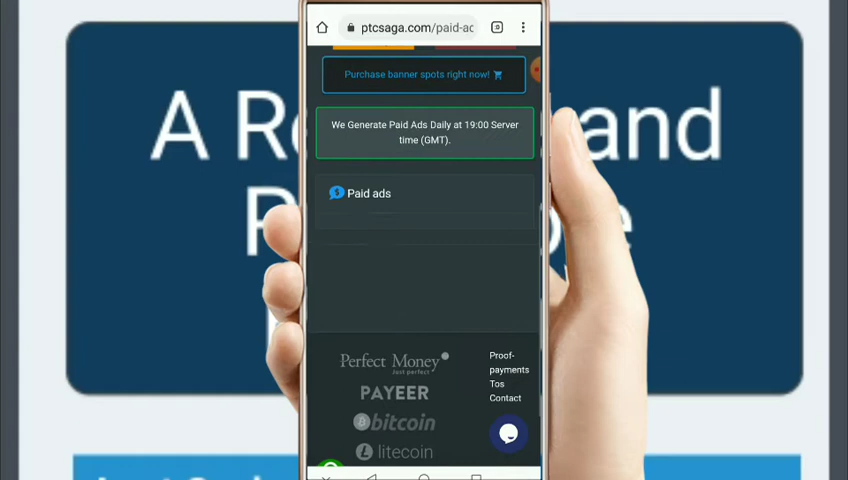 ptcsaga.com/paid-ac
Purchase banner spots right now!
We Generate Paid Ads Daily at 19:00 Server
time (GMT).
Paid ads
Perfect Money
Just perfect
PAYEER
bitcoin
litecoin
Proof-
payments
Tos
Contact
and